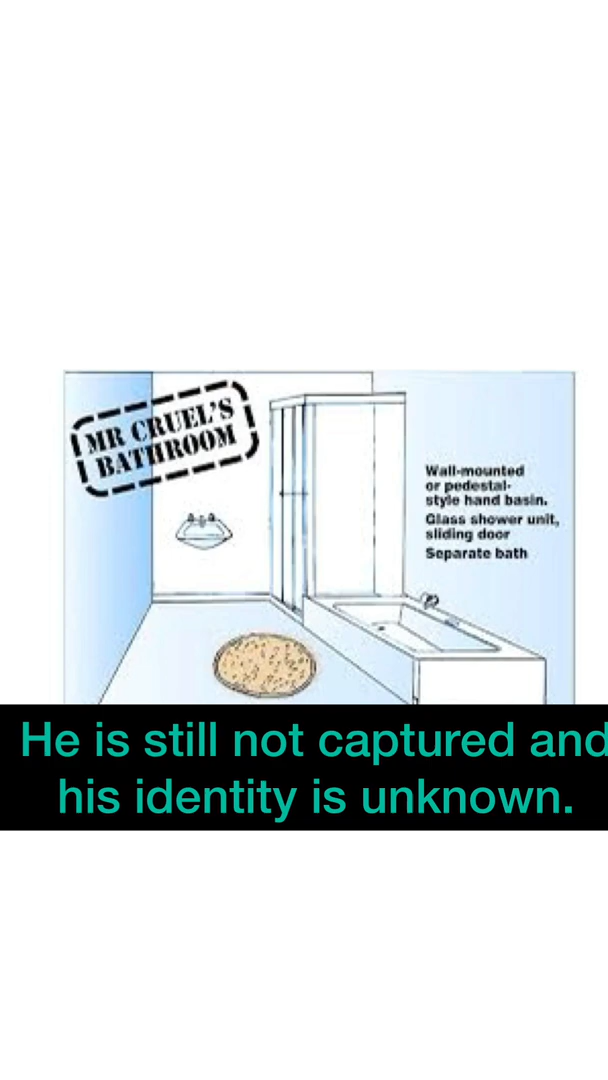 MR CRUEL'S
BATHROOM
Wall-mounted
or pedestal-
style hand basin.
Glass shower unit,
sliding door
Separate bath
He is still not captured and
his identity is unknown.